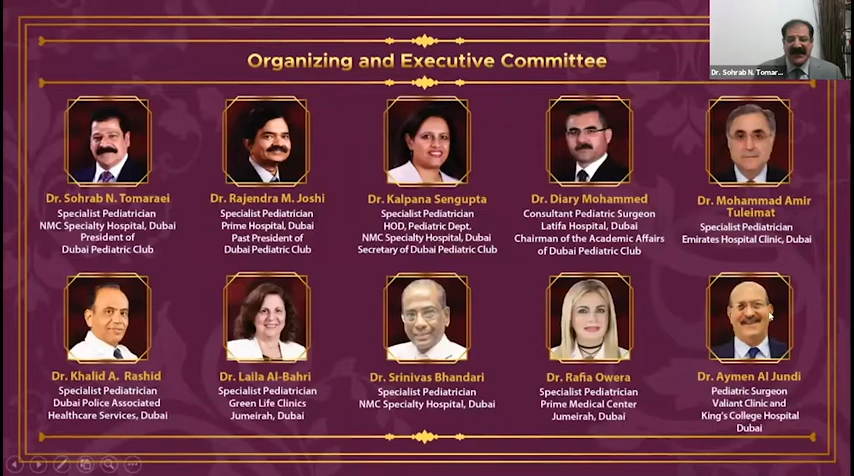 Organizing and Executive Committee
Dr. Sohrab N. Tomar...
Dr. Sohrab N. Tomaraei
Specialist Pediatrician
NMC Specialty Hospital, Dubai
President of
Dubai Pediatric Club
Dr. Rajendra M. Joshi
Specialist Pediatrician
Prime Hospital, Dubai
Past President of
Dubai Pediatric Club
Dr. Kalpana Sengupta
Specialist Pediatrician
HOD, Pediatric Dept.
NMC Specialty Hospital, Dubai
Secretary of Dubai Pediatric Club
Dr. Diary Mohammed
Consultant Pediatric Surgeon
Latifa Hospital, Dubai
Chairman of the Academic Affairs
of Dubai Pediatric Club
Dr. Mohammad Amir
Tuleimat
Specialist Pediatrician
Emirates Hospital Clinic, Dubai
Dr. Khalid A. Rashid
Specialist Pediatrician
Dubai Police Associated
Healthcare Services, Dubai
Dr. Laila Al-Bahri
Specialist Pediatrician
Green Life Clinics
Jumeirah, Dubai
Dr. Srinivas Bhandari
Specialist Pediatrician
NMC Specialty Hospital, Dubai
Dr. Rafia Owera
Specialist Pediatrician
Prime Medical Center
Jumeirah, Dubai
Dr. Aymen Al Jundi
Pediatric Surgeon
Valiant Clinic and
King's College Hospital
Dubai